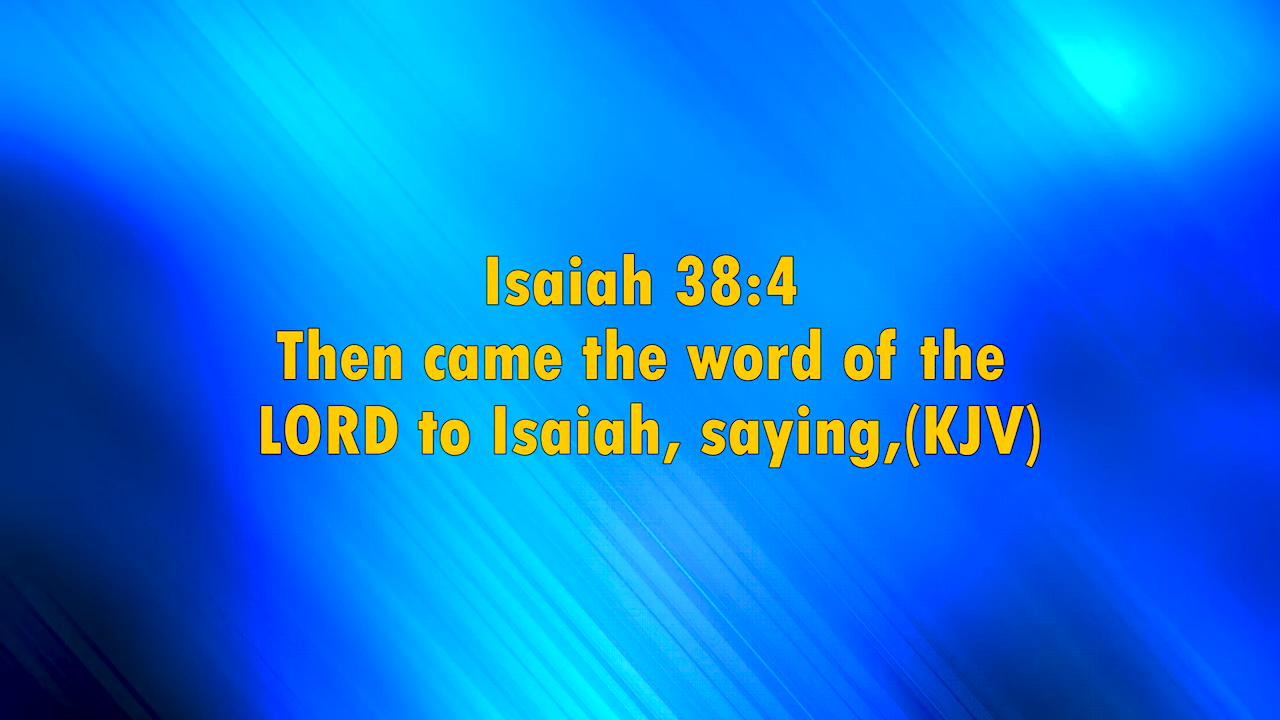 Isaiah 38:4
Then came the word of the
LORD to Isaiah, saying,(KJV)